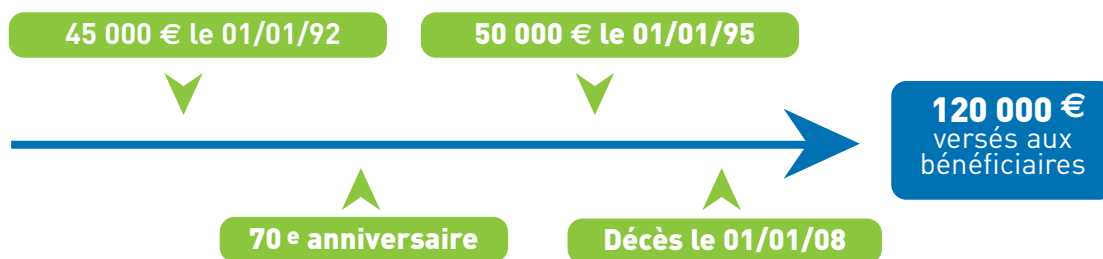 45 000 € le 01/01/92
50 000 € le 01/01/95
120 000 €
versés aux
bénéficiaires
70 e anniversaire
Décès le 01/01/08